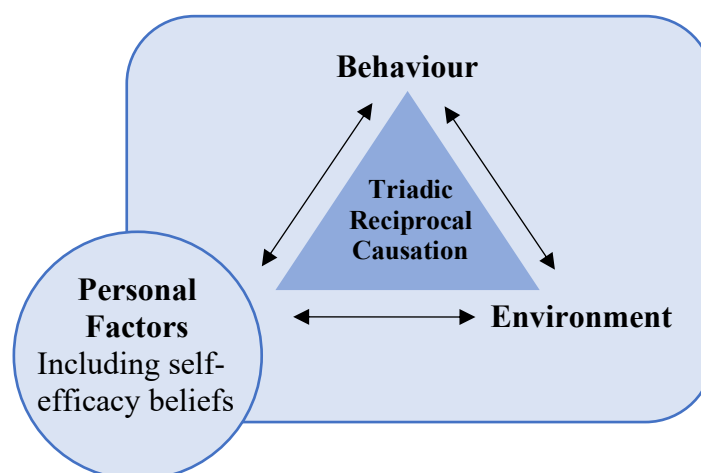 Behaviour
Triadic
Reciprocal
Causation
Personal
Factors
Including self-
efficacy beliefs
Environment